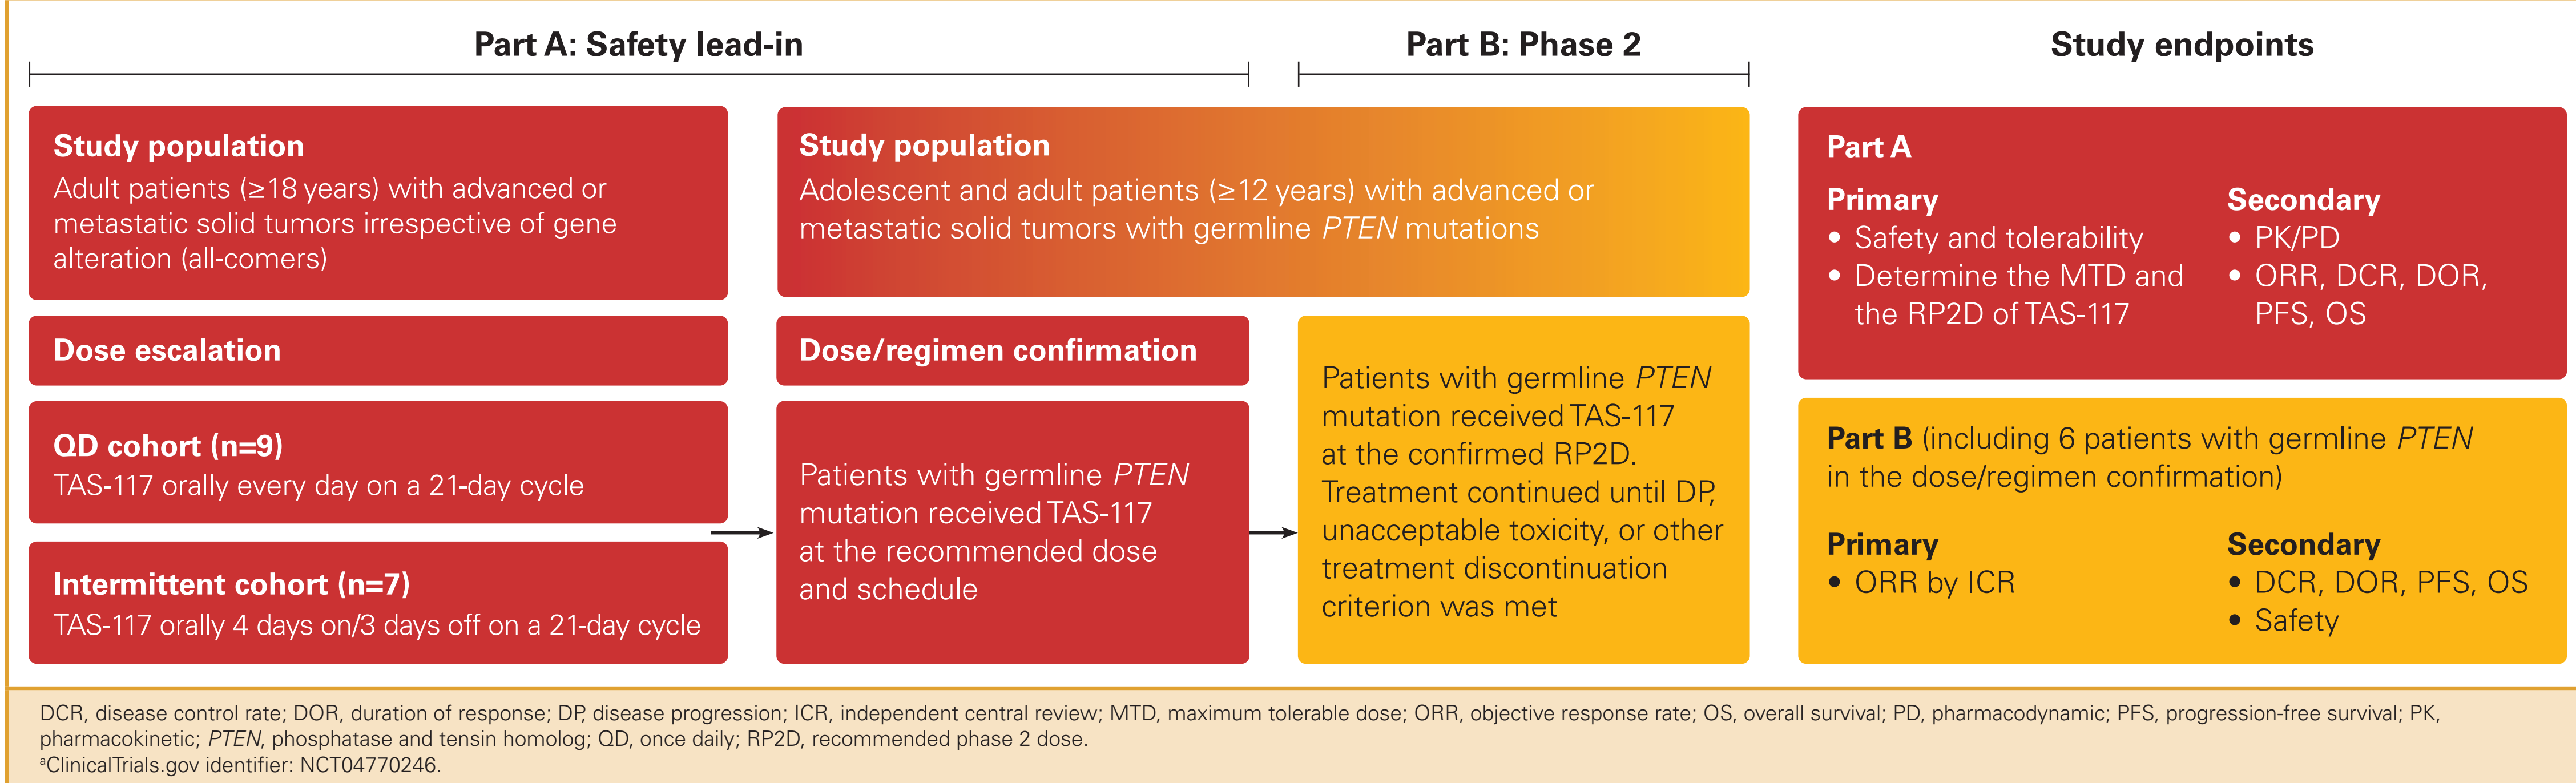 Part A: Safety lead-in
Part B: Phase 2
Study endpoints
Study population
Adult patients (≥18 years) with advanced or
metastatic solid tumors irrespective of gene
alteration (all-comers)
Study population
Adolescent and adult patients (≥12 years) with advanced or
metastatic solid tumors with germline PTEN mutations
Dose escalation
QD cohort (n=9)
TAS-117 orally every day on a 21-day cycle
Intermittent cohort (n=7)
TAS-117 orally 4 days on/3 days off on a 21-day cycle
Dose/regimen confirmation
Patients with germline PTEN
mutation received TAS-117
at the recommended dose
and schedule
Patients with germline PTEN
mutation received TAS-117
at the confirmed RP2D.
Treatment continued until DP,
unacceptable toxicity, or other
treatment discontinuation
criterion was met
Part A
Primary
• Safety and tolerability
• Determine the MTD and
the RP2D of TAS-117
Secondary
• PK/PD
• ORR, DCR, DOR,
PFS, OS
Part B (including 6 patients with germline PTEN
in the dose/regimen confirmation)
Primary
• ORR by ICR
Secondary
• DCR, DOR, PFS, OS
• Safety
DCR, disease control rate; DOR, duration of response; DP, disease progression; ICR, independent central review; MTD, maximum tolerable dose; ORR, objective response rate; OS, overall survival; PD, pharmacodynamic; PFS, progression-free survival; PK,
pharmacokinetic; PTEN, phosphatase and tensin homolog; QD, once daily; RP2D, recommended phase 2 dose.
aClinicalTrials.gov identifier: NCT04770246.